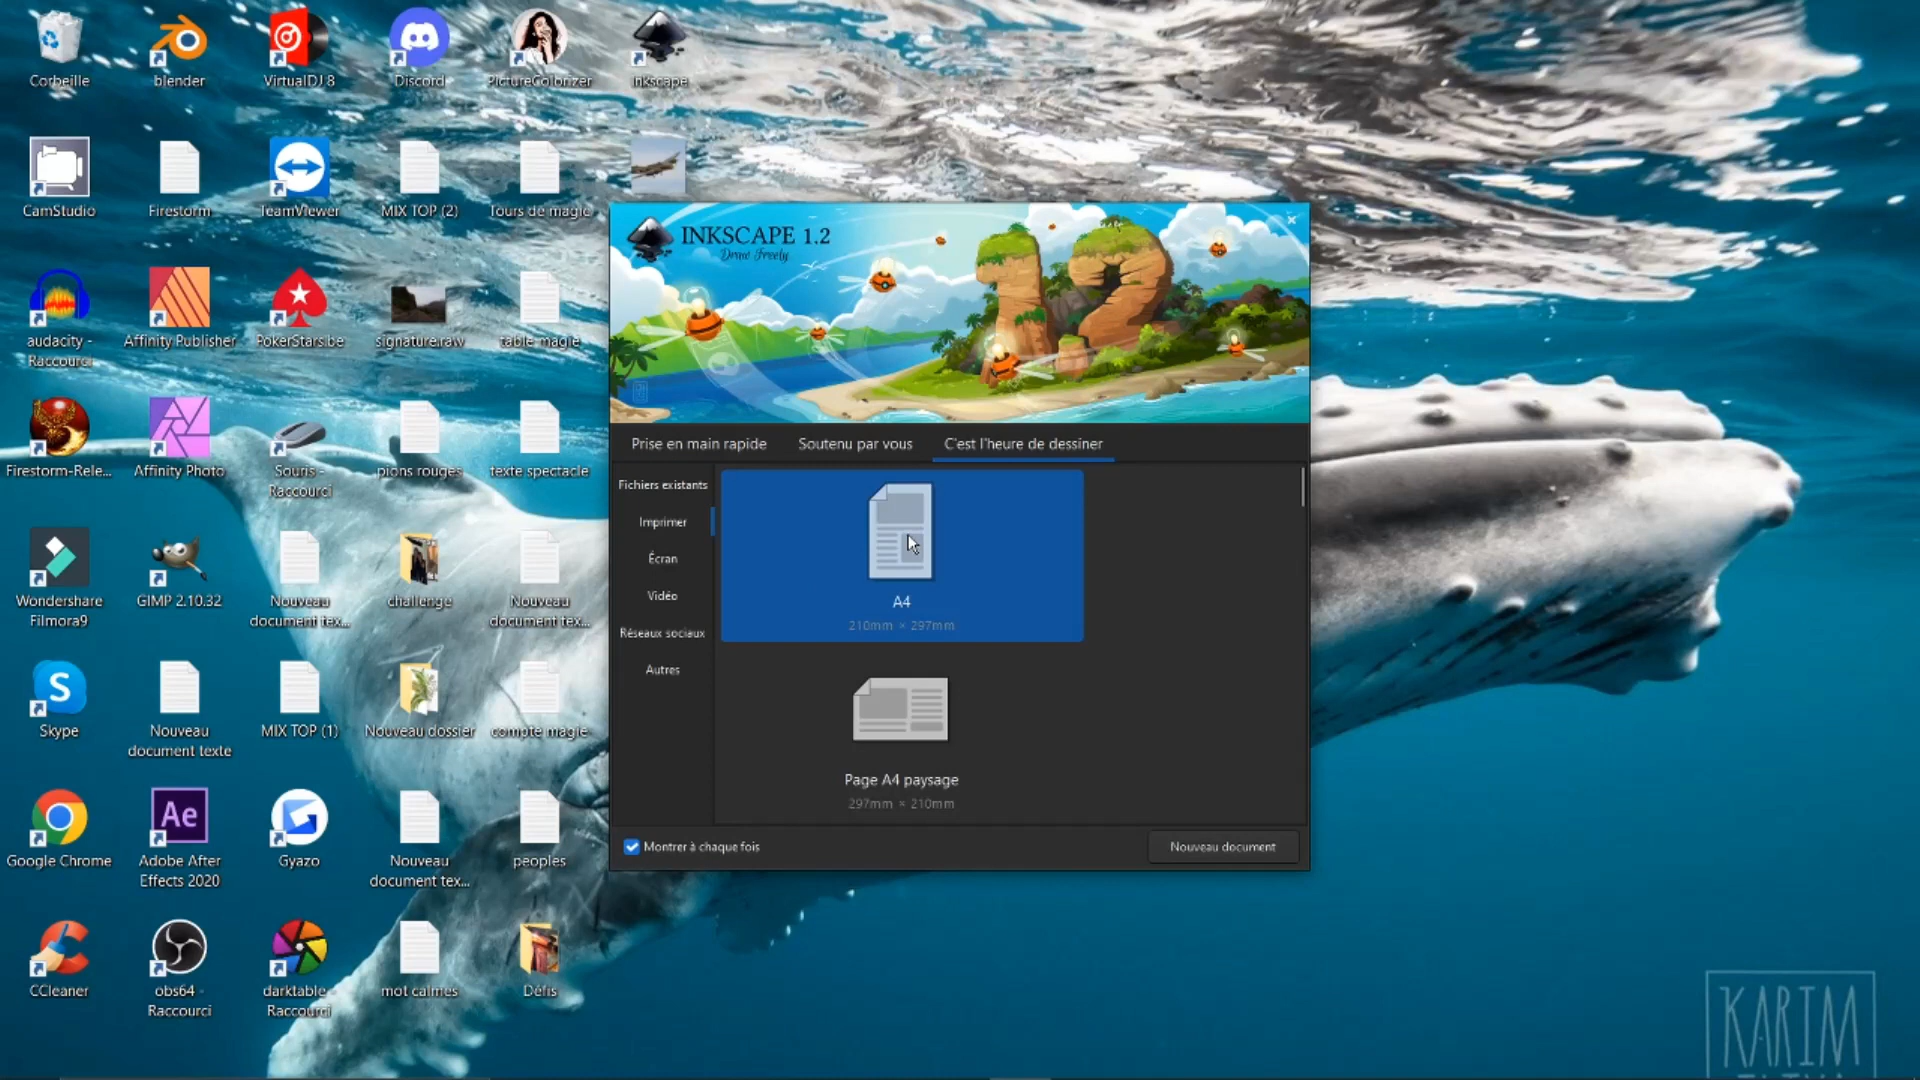 Corbeille
blender
VirtualDJ 8
Discord
PictureColorizer
inkscape
CamStudio
Firestorm
TeamViewer
MIX TOP (2)
Tours de magie
audacity -
Raccourci
Affinity Publisher
PokerStars.be
signature.raw
table magie
Firestorm-Rele...
Affinity Photo
Souris -
Raccourci
pions rouges
texte spectacle
Wondershare
Filmora9
GIMP 2.10.32
Nouveau
document tex...
challenge
Nouveau
document tex...
Skype
Nouveau
document texte
MIX TOP (1)
Nouveau dossier
compte magie
Google Chrome
Ae
Adobe After
Effects 2020
Gyazo
Nouveau
document tex...
peoples
CCleaner
obs64 -
Raccourci
darktable -
Raccourci
mot calmes
Défis
INKSCAPE 1.2
Draw Freely
Prise en main rapide
Soutenu par vous
C'est l'heure de dessiner
Fichiers existants
Imprimer
Écran
Vidéo
Réseaux sociaux
Autres
A4
210mm × 297mm
Page A4 paysage
297mm × 210mm
Montrer à chaque fois
Nouveau document
KARIM